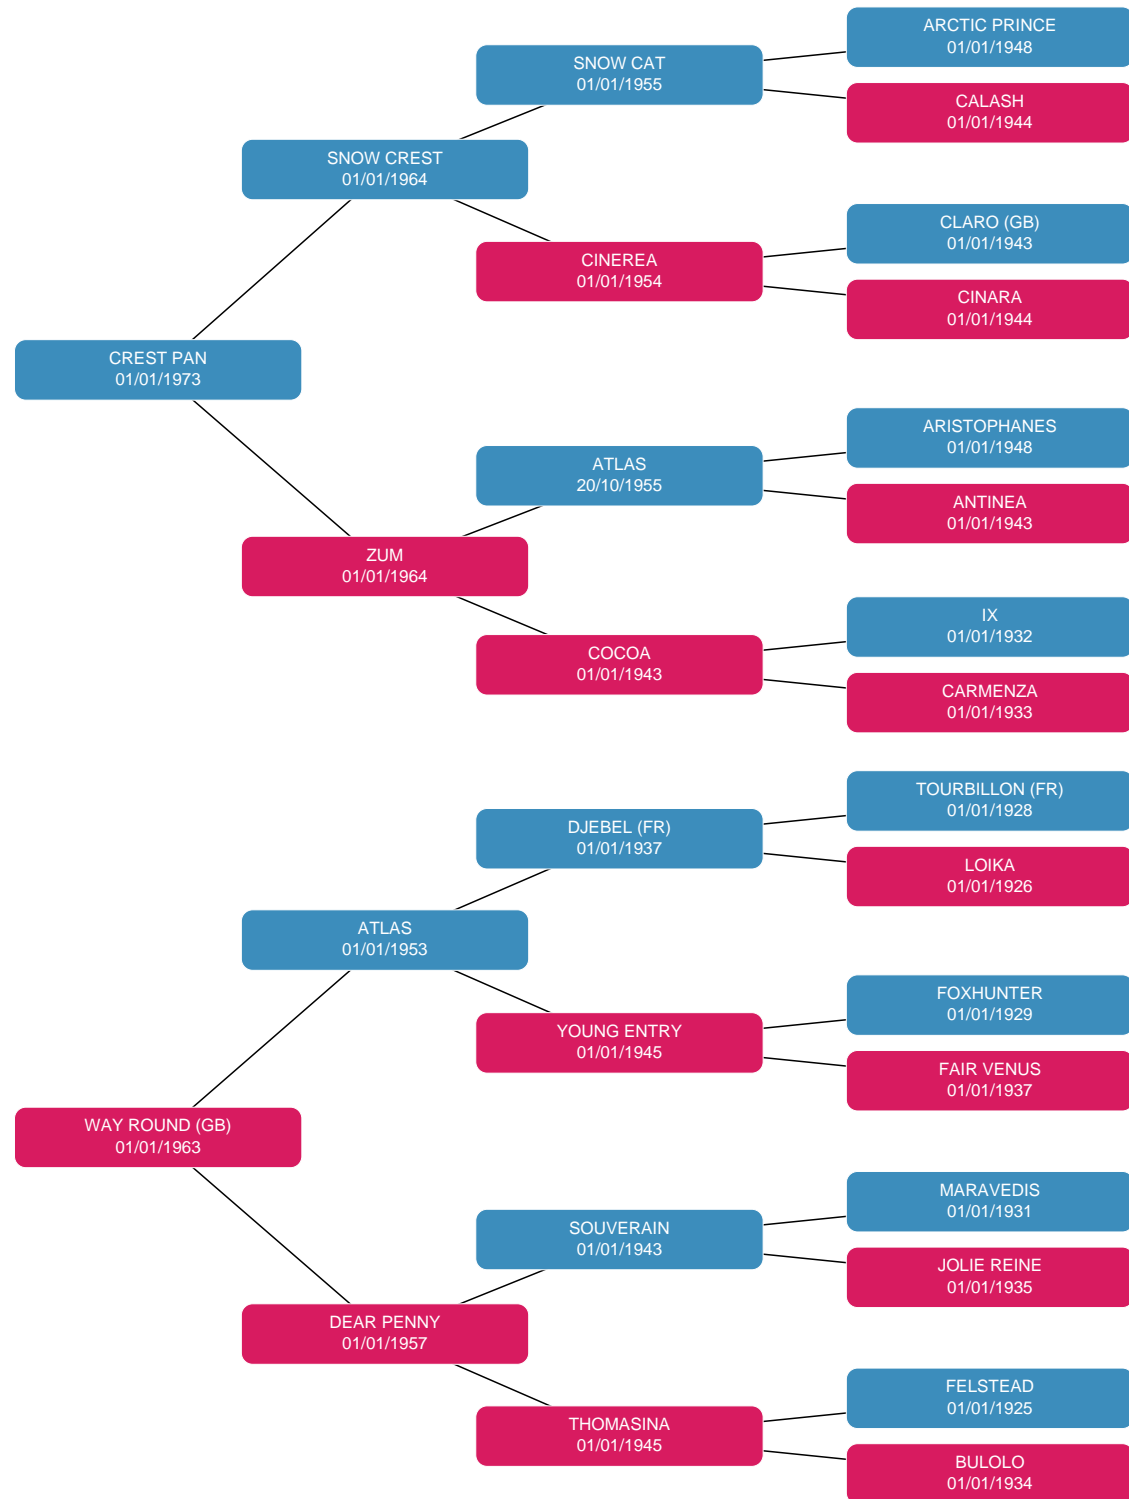 ARCTIC PRINCE
01/01/1948
SNOW CAT
01/01/1955
CALASH
01/01/1944
SNOW CREST
01/01/1964
CLARO (GB)
01/01/1943
CINEREA
01/01/1954
CINARA
01/01/1944
CREST PAN
01/01/1973
ARISTOPHANES
01/01/1948
ATLAS
20/10/1955
ANTINEA
01/01/1943
ZUM
01/01/1964
IX
01/01/1932
COCOA
01/01/1943
CARMENZA
01/01/1933
TOURBILLON (FR)
01/01/1928
DJEBEL (FR)
01/01/1937
LOIKA
01/01/1926
ATLAS
01/01/1953
FOXHUNTER
01/01/1929
YOUNG ENTRY
01/01/1945
FAIR VENUS
01/01/1937
WAY ROUND (GB)
01/01/1963
MARAVEDIS
01/01/1931
SOUVERAIN
01/01/1943
JOLIE REINE
01/01/1935
DEAR PENNY
01/01/1957
FELSTEAD
01/01/1925
THOMASINA
01/01/1945
BULOLO
01/01/1934